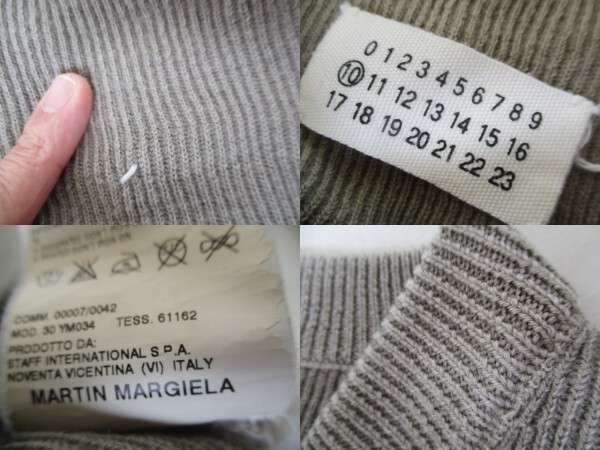 0 1 2 3 4 5 6 7 8 9
10 11 12 13 14 15 16
17 18 19 20 21 22 23
COMM. 00007/0042
MOD. 30 YM034 TESS. 61162
PRODOTTO DA:
STAFF INTERNATIONAL S.P.A.
NOVENTA VICENTINA (VI) ITALY
MARTIN MARGIELA